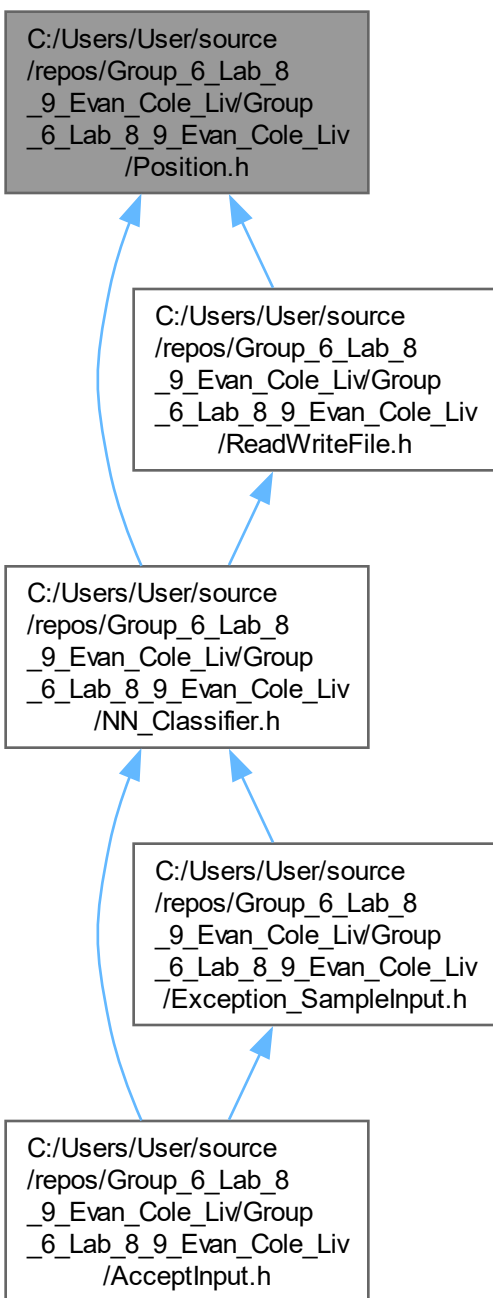 C:/Users/User/source
/repos/Group_6_Lab_8
_9_Evan_Cole_Liv/Group
_6_Lab_8_9_Evan_Cole_Liv
/Position.h
C:/Users/User/source
/repos/Group_6_Lab_8
_9_Evan_Cole_Liv/Group
_6_Lab_8_9_Evan_Cole_Liv
/ReadWriteFile.h
C:/Users/User/source
/repos/Group_6_Lab_8
_9_Evan_Cole_Liv/Group
_6_Lab_8_9_Evan_Cole_Liv
/NN_Classifier.h
C:/Users/User/source
/repos/Group_6_Lab_8
_9_Evan_Cole_Liv/Group
_6_Lab_8_9_Evan_Cole_Liv
/Exception_SampleInput.h
C:/Users/User/source
/repos/Group_6_Lab_8
_9_Evan_Cole_Liv/Group
_6_Lab_8_9_Evan_Cole_Liv
/AcceptInput.h